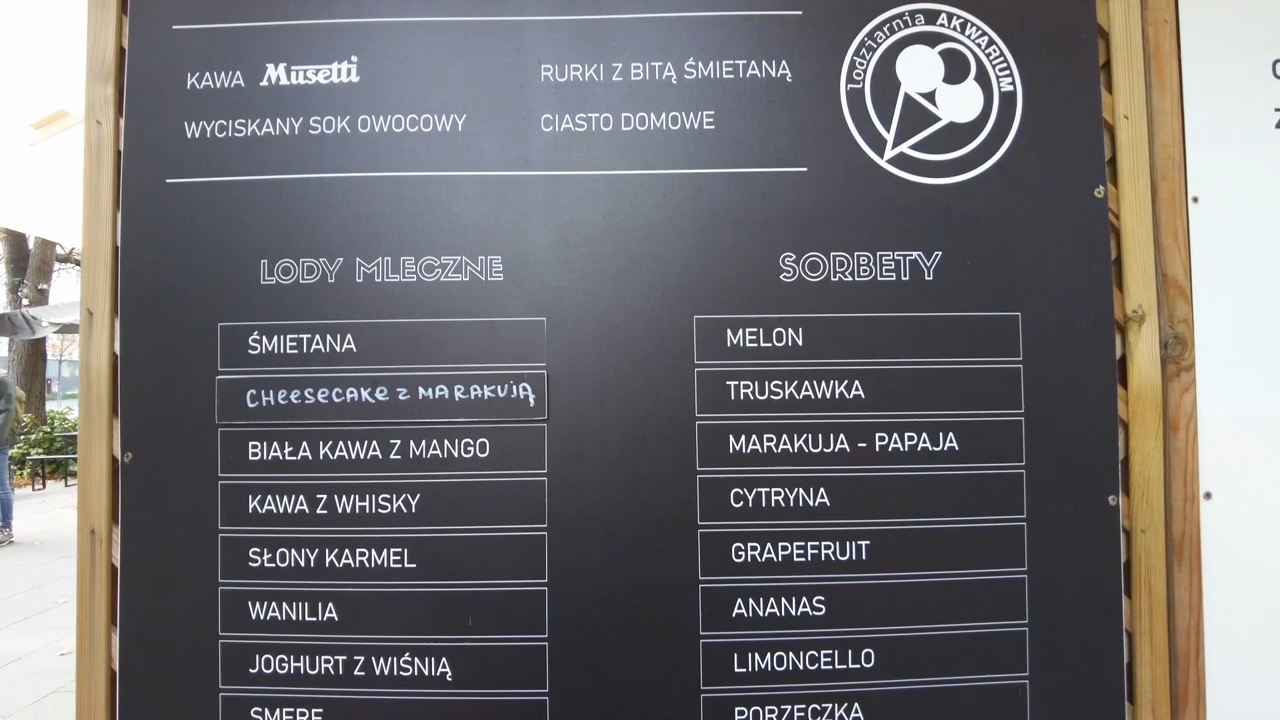 KAWA Musetti
RURKI Z BITĄ ŚMIETANĄ
WYCISKANY SOK OWOCOWY
CIASTO DOMOWE
lodziarnia AKWARIUM
LODY MLECZNE
ŚMIETANA
CHeeseCAKe z MARAKUJĄ
BIAŁA KAWA Z MANGO
KAWA Z WHISKY
SŁONY KARMEL
WANILIA
JOGHURT Z WIŚNIĄ
SMERF
SORBETY
MELON
TRUSKAWKA
MARAKUJA - PAPAJA
CYTRYNA
GRAPEFRUIT
ANANAS
LIMONCELLO
PORZECZKA